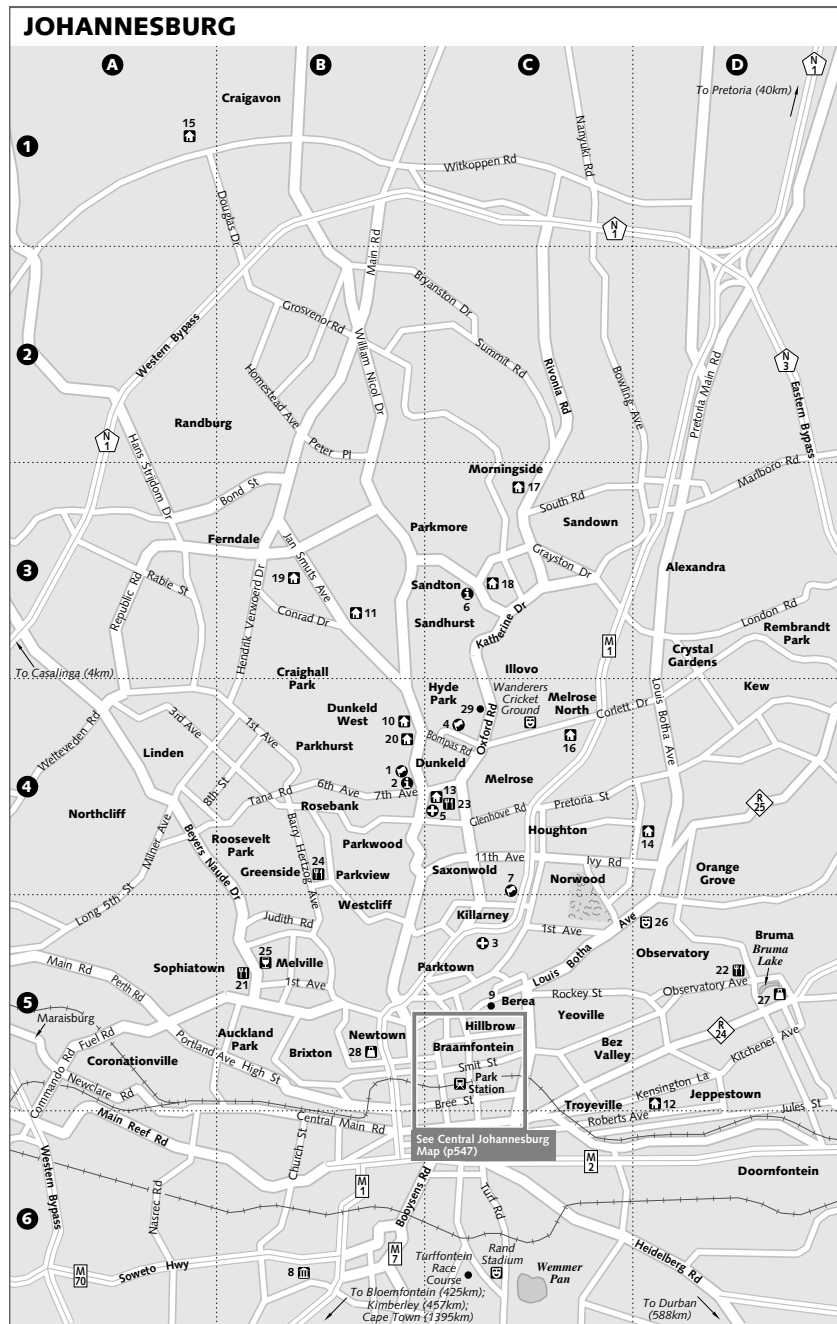 JOHANNESBURG
A
B
C
D
1
2
3
4
5
6
N
1
To Pretoria (40km)
Craigavon
15
Nanyuki Rd
Witkoppen Rd
Douglas Dr
Main Rd
N
1
Bryanston Dr
Grosvenor Rd
Western Bypass
William Nicol Dr
Summit Rd
Rivonia Rd
Bowling Ave
Pretoria Main Rd
N
3
Eastern Bypass
Homestead Ave
Randburg
N
1
Hans Strijdom Dr
Peter Pl
Morningside
17
Marlboro Rd
Bond St
South Rd
Sandown
Parkmore
Ferndale
Jan Smuts Ave
Grayston Dr
Alexandra
Republic Rd
Rabie St
19
Sandton
18
6
11
Hendrik Verwoerd Dr
Conrad Dr
Sandhurst
Katherine Dr
London Rd
Rembrandt
Park
M
1
Crystal
Gardens
To Casalinga (4km)
Craighall
Park
Illovo
Hyde
Park
Wanderers
Cricket
Ground
Melrose
North
Kew
Louis Botha Ave
29
Dunkeld
West
10
4
Oxford Rd
Corlett Dr
Welteveden Rd
3rd Ave
1st Ave
20
Bompas Rd
16
Linden
Parkhurst
Dunkeld
1
2
Melrose
8th St
Tana Rd
6th Ave
7th Ave
13
23
5
Pretoria St
R
25
Northcliff
Rosebank
Glenhove Rd
Milner Ave
Houghton
14
Roosevelt
Park
Barry Hertzog Ave
Parkwood
11th Ave
Ivy Rd
Beyers Naude Dr
24
Greenside
Parkview
Saxonwold
7
Norwood
Orange
Grove
Westcliff
Long 5th St
Killarney
Judith Rd
1st Ave
26
3
Louis Botha Ave
Observatory
Bruma
Bruma
Lake
Main Rd
25
Melville
Sophiatown
21
Parktown
22
Perth Rd
1st Ave
9
Berea
Rockey St
Observatory Ave
27
Maraisburg
Hillbrow
Yeoville
Auckland
Park
Newtown
Fuel Rd
Brixton
28
Braamfontein
Bez
Valley
R
24
Kitchener Ave
Coronationville
Portland Ave
High St
Smit St
Park
Station
Commando Rd
Newclare Rd
Kensington La
Jeppestown
Bree St
Troyeville
12
Main Reef Rd
Central Main Rd
Roberts Ave
Jules St
See Central Johannesburg
Map (p547)
M
2
Doornfontein
Church St
M
1
Western Bypass
Booysens Rd
Turf Rd
Nasrec Rd
M
7
Heidelberg Rd
M
70
Soweto Hwy
8
Turffontein
Race
Course
Rand
Stadium
Wemmer
Pan
To Bloemfontein (425km);
Kimberley (457km);
Cape Town (1395km)
To Durban
(588km)